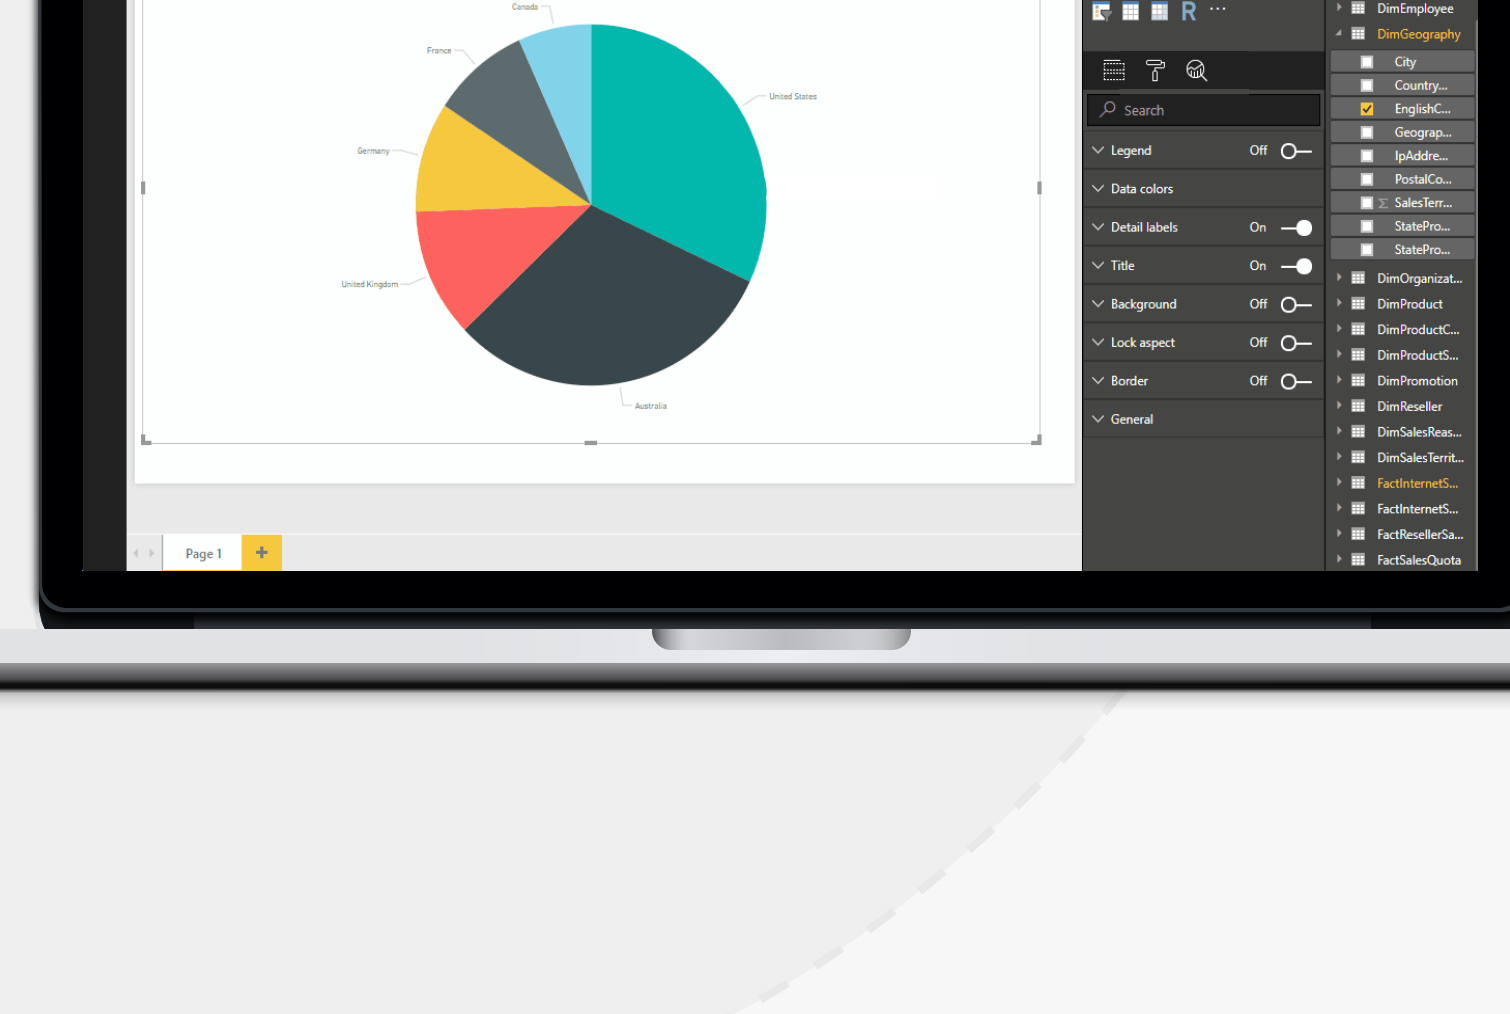 Canada
France
United States
Germany
United Kingdom
Australia
Page 1
R
Search
Legend Off
Data colors
Detail labels On
Title On
Background Off
Lock aspect Off
Border Off
General
DimEmployee
DimGeography
City
Country...
EnglishC...
Geograp...
IpAddre...
PostalCo...
Σ SalesTerr...
StatePro...
StatePro...
DimOrganizat...
DimProduct
DimProductC...
DimProductS...
DimPromotion
DimReseller
DimSalesReas...
DimSalesTerrit...
FactInternetS...
FactInternetS...
FactResellerSa...
FactSalesQuota